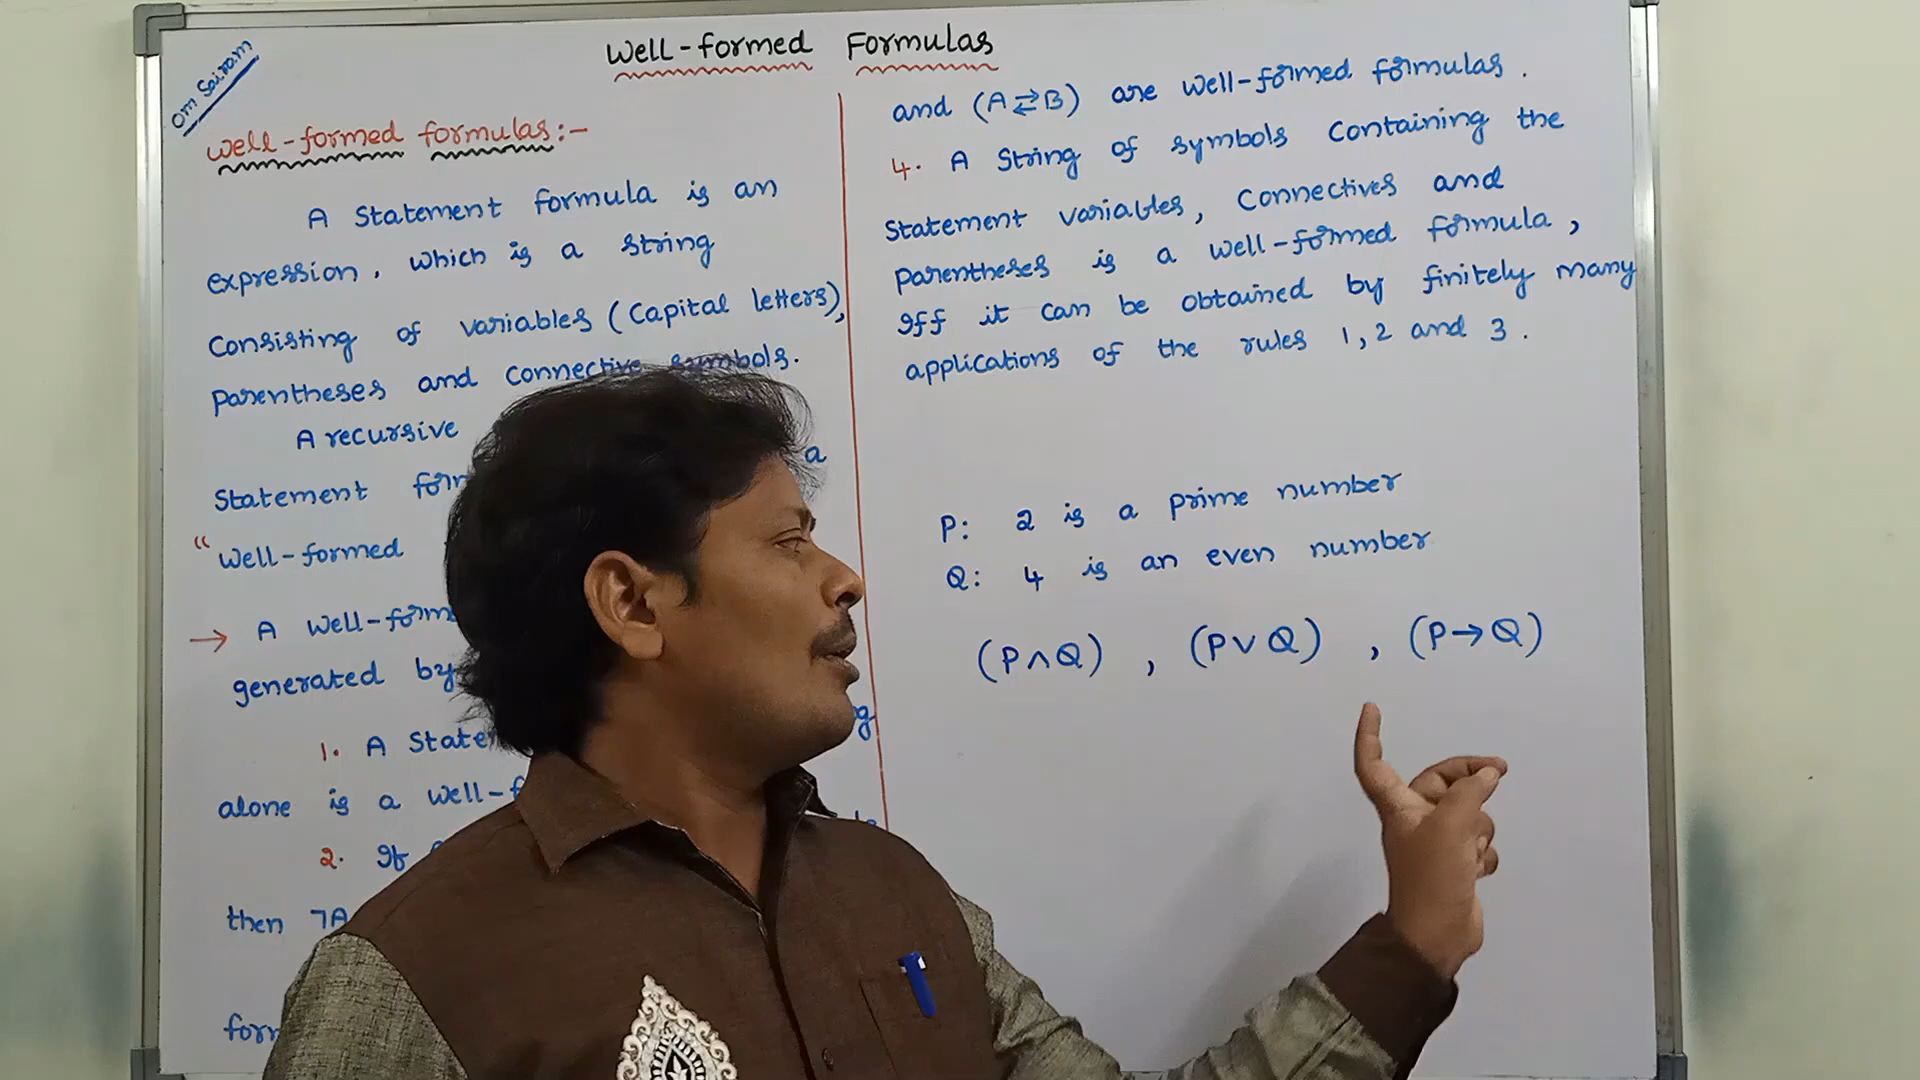 Well-formed Formulas
Om Sairam
Well-formed formulas:-
A Statement formula is an
expression, which is a string
consisting of variables (Capital letters),
parentheses and connective symbols.
A recursive
Statement a
"Well-formed
→ A Well-form
generated by
1. A State
alone is a well-f
2. If
then ךA
and (A⇄B) are well-formed formulas.
4. A String of symbols Containing the
Statement variables, Connectives and
parentheses is a well-formed formula,
iff it can be obtained by finitely many
applications of the rules 1, 2 and 3.
P: 2 is a prime number
Q: 4 is an even number
(P∧Q) , (P∨Q) , (P→Q)